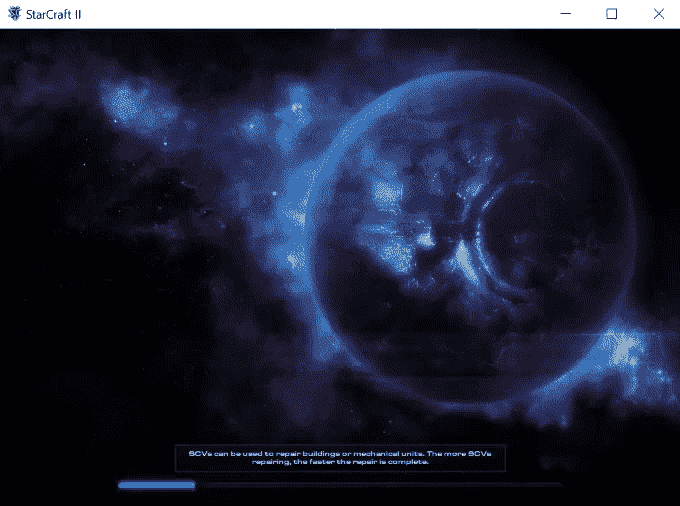 StarCraft II
SCVs can be used to repair buildings or mechanical units. The more SCVs
repairing, the faster the repair is complete.